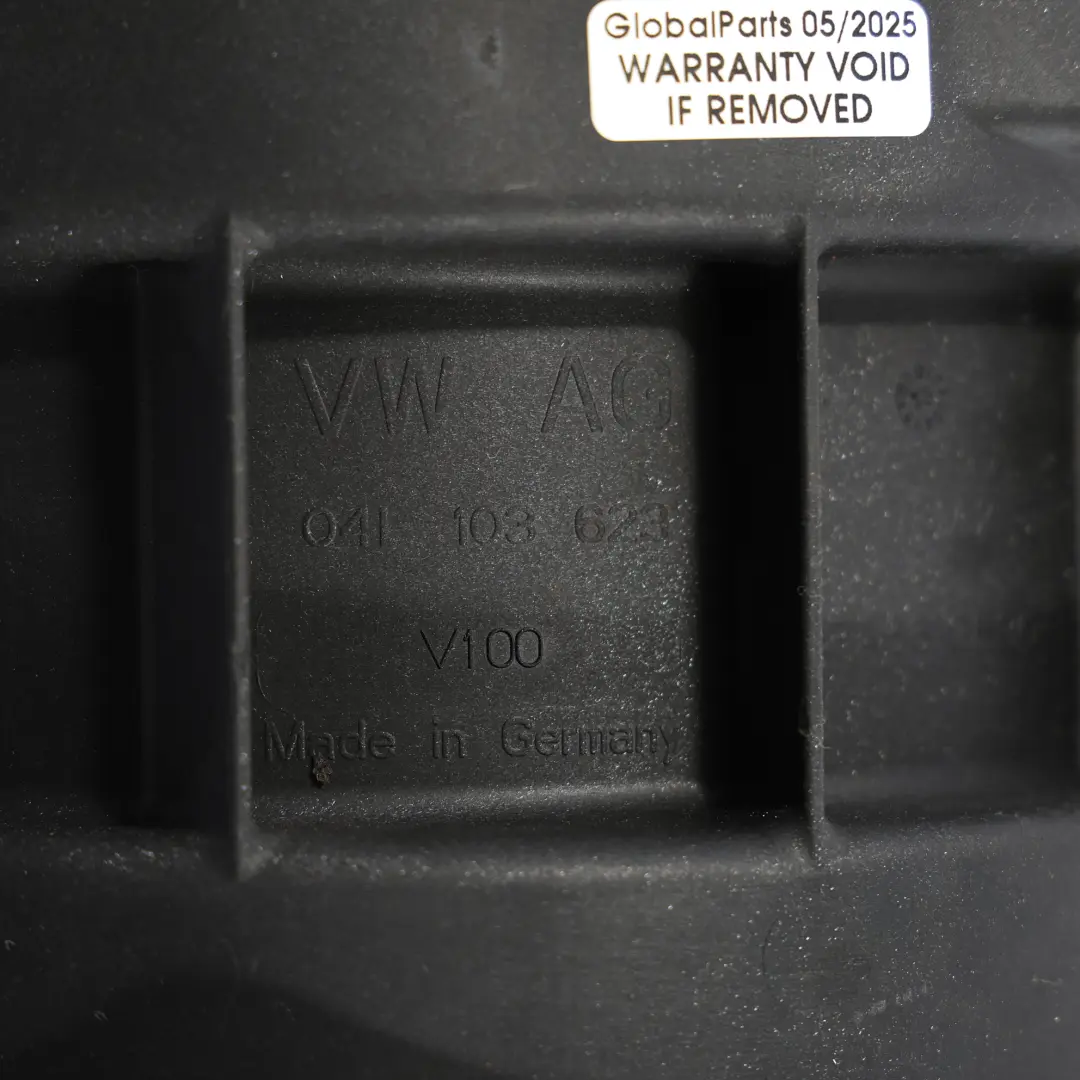 GlobalParts 05/2025
WARRANTY VOID
IF REMOVED
VW AG
04L 103 623
V100
Made in Germany